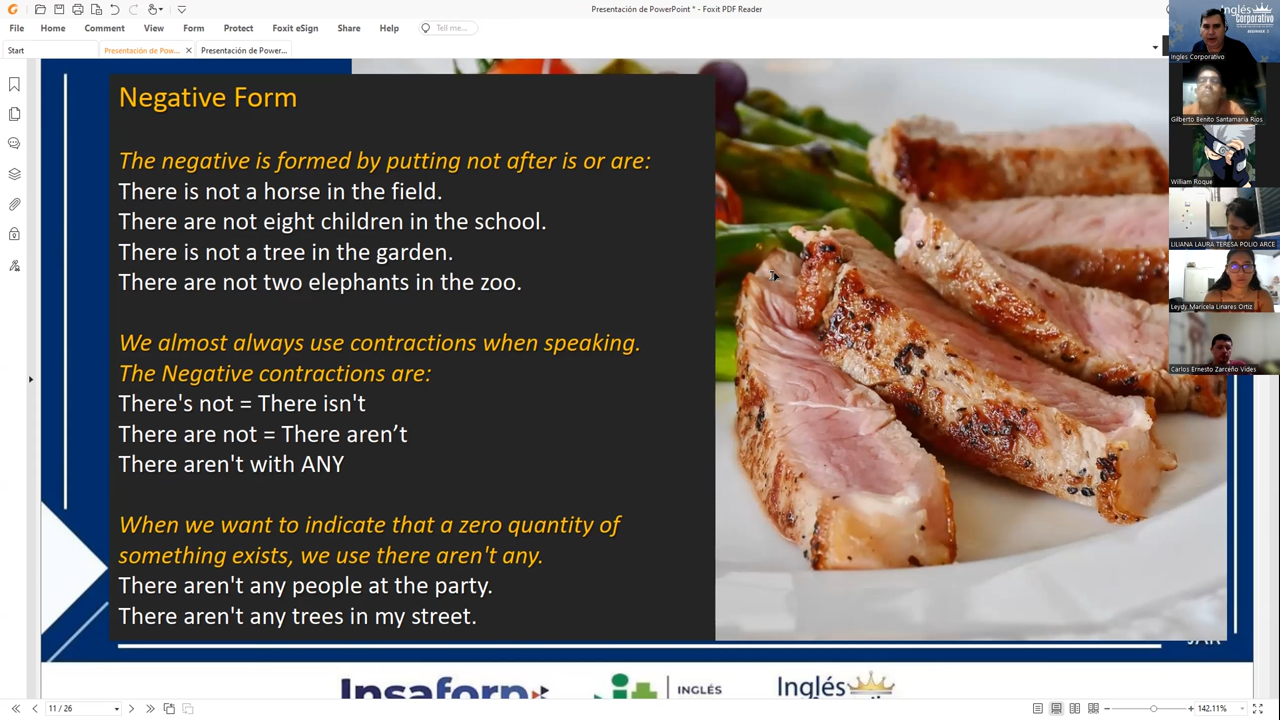 Presentación de PowerPoint * - Foxit PDF Reader
File Home Comment View Form Protect Foxit eSign Share Help Tell me...
Start Presentación de Pow... Presentación de Power...
Negative Form
The negative is formed by putting not after is or are:
There is not a horse in the field.
There are not eight children in the school.
There is not a tree in the garden.
There are not two elephants in the zoo.
We almost always use contractions when speaking.
The Negative contractions are:
There's not = There isn't
There are not = There aren’t
There aren't with ANY
When we want to indicate that a zero quantity of
something exists, we use there aren't any.
There aren't any people at the party.
There aren't any trees in my street.
INGLÉS
Inglés
11 / 26
142.11%
Inglés
Corporativo
BEGINNER
Ingles Corporativo
Gilberto Benito Santamaria Rios
William Roque
LILIANA LAURA TERESA POLIO ARCE
Leydy Maricela Linares Ortiz
Carlos Ernesto Zarceño Vides